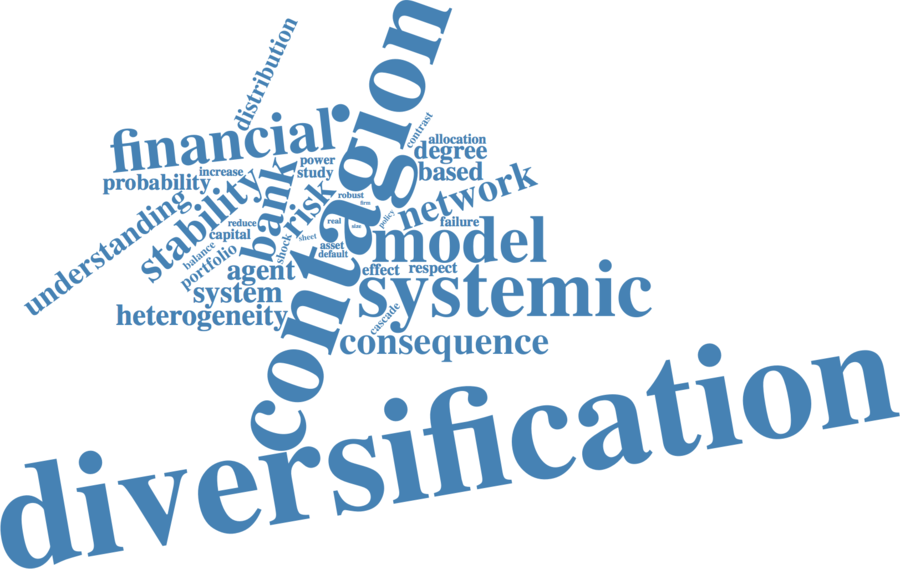 distribution
contagion
contrast
financial
allocation
degree
power
study
increase
probability
based
bank
stability
risk
robust
firm
network
understanding
reduce
capital
real
size
policy
failure
model
balance
portfolio
shock
sheet
asset
default
agent
effect
respect
system
systemic
heterogeneity
cascade
consequence
diversification